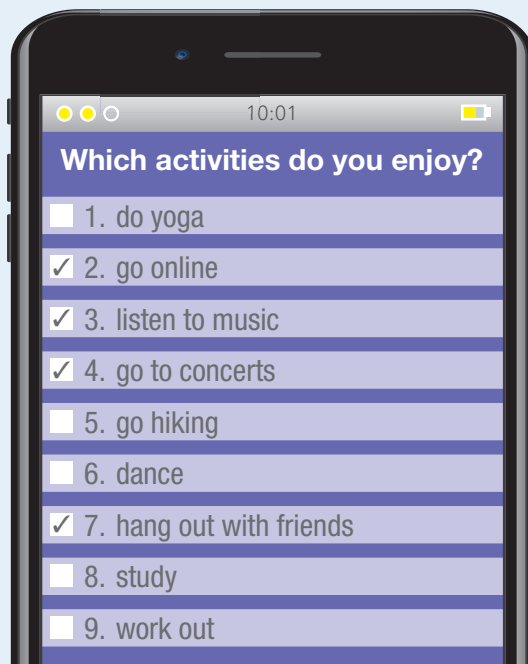 10:01
Which activities do you enjoy?
1. do yoga
✓ 2. go online
✓ 3. listen to music
✓ 4. go to concerts
5. go hiking
6. dance
✓ 7. hang out with friends
8. study
9. work out